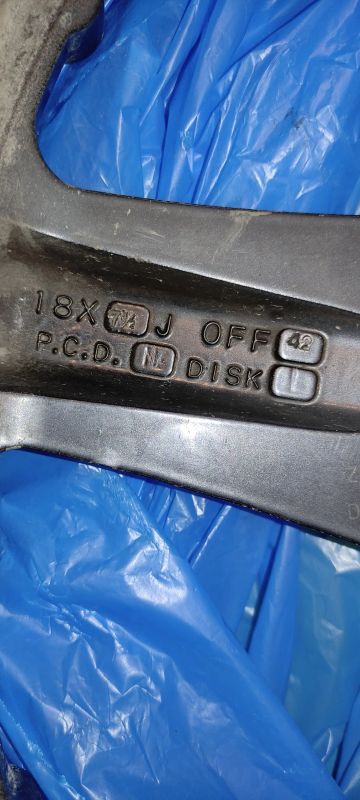 18X 7½ J OFF 42
P.C.D. N DISK L